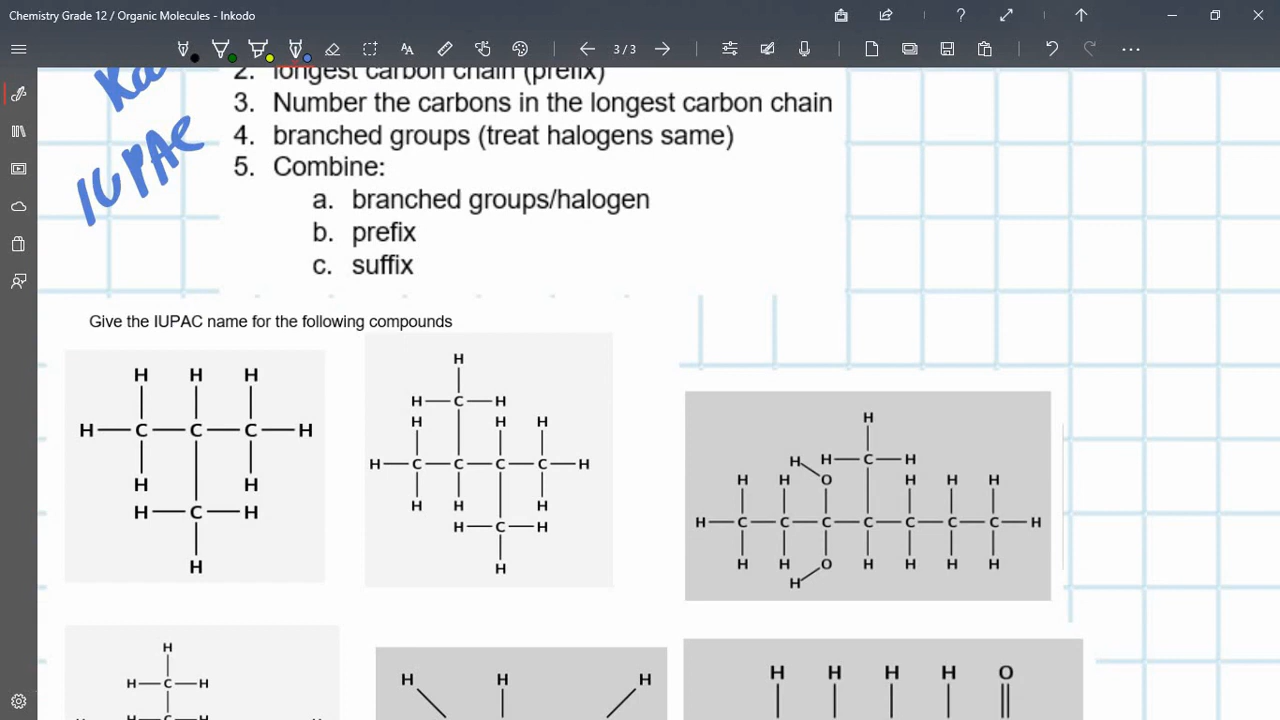 Chemistry Grade 12 / Organic Molecules - Inkodo
3/3
2. longest carbon chain (prefix)
3. Number the carbons in the longest carbon chain
4. branched groups (treat halogens same)
5. Combine:
a. branched groups/halogen
b. prefix
c. suffix
IUPAC
Give the IUPAC name for the following compounds
H H H
H C C C H
H H
H C H
H
H
H C H
H H H
H C C C C H
H H H
H C H
H
H
H H C H
H H O H H H
H C C C C C C C H
H H O H H H H
H
H
H C H
C
H H H
H H H H O